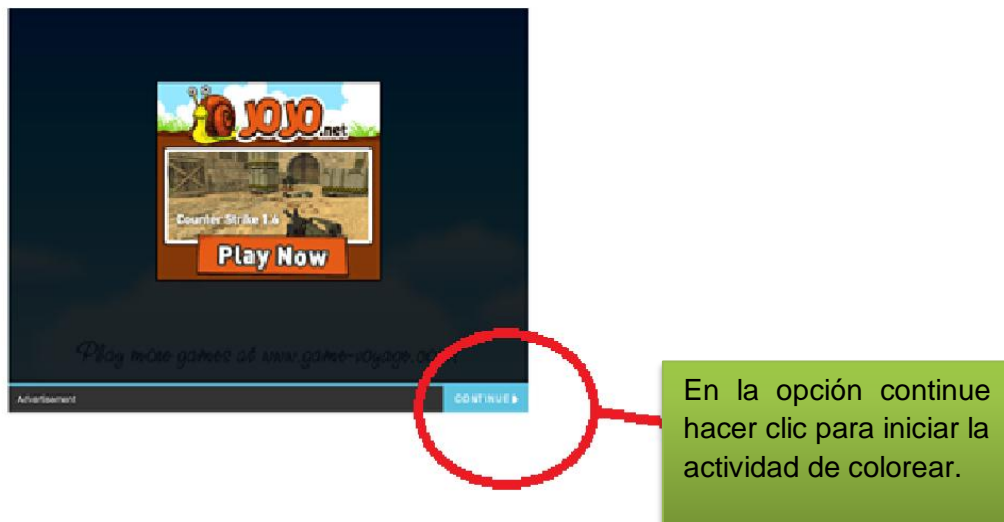 JOJO.net
Counter Strike 1.6
Play Now
Play more games at www.game-voyage.com
Advertisement
CONTINUE
En la opción continue
hacer clic para iniciar la
actividad de colorear.